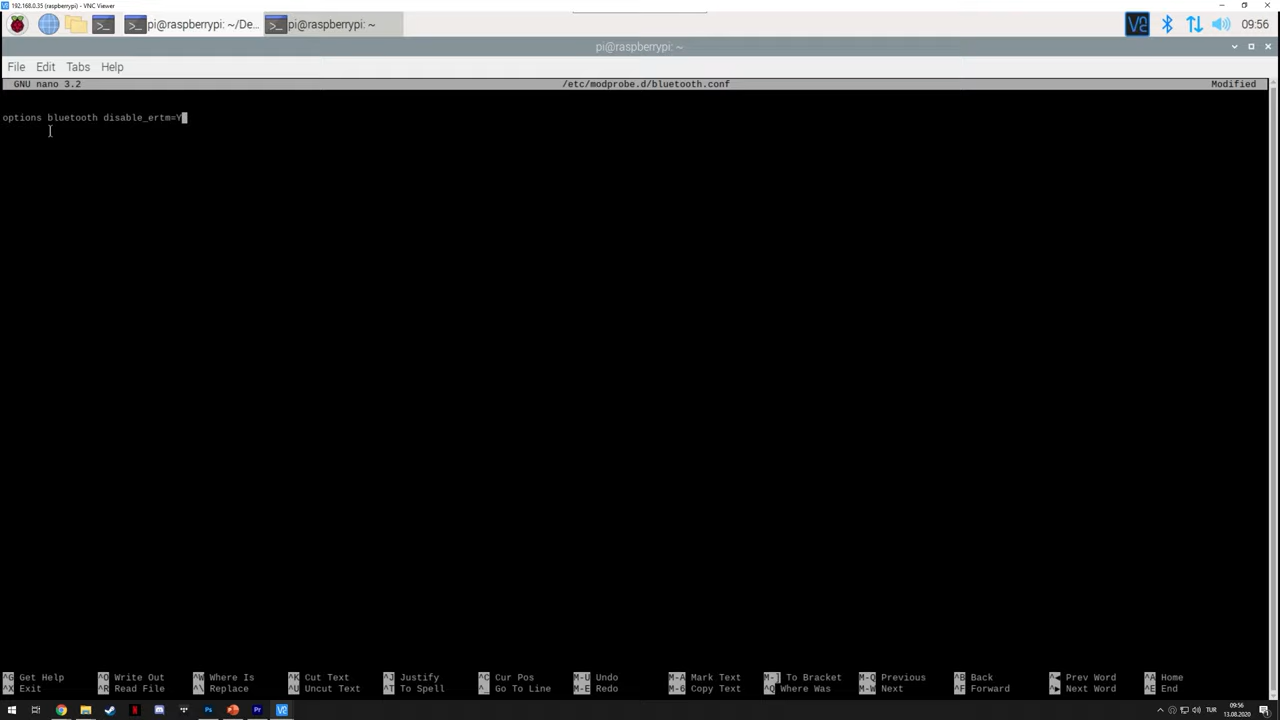 192.168.0.35 (raspberrypi) - VNC Viewer
pi@raspberrypi: ~/De... pi@raspberrypi: ~ 09:56
pi@raspberrypi: ~
File Edit Tabs Help
GNU nano 3.2 /etc/modprobe.d/bluetooth.conf Modified
options bluetooth disable_ertm=Y
^G Get Help ^O Write Out ^W Where Is ^K Cut Text ^J Justify ^C Cur Pos M-U Undo M-A Mark Text M-] To Bracket M-Q Previous ^B Back ^◀ Prev Word ^A Home
^X Exit ^R Read File ^\ Replace ^U Uncut Text ^T To Spell ^_ Go To Line M-E Redo M-6 Copy Text ^Q Where Was M-W Next ^F Forward ^▶ Next Word ^E End
TUR 09:56
13.08.2020